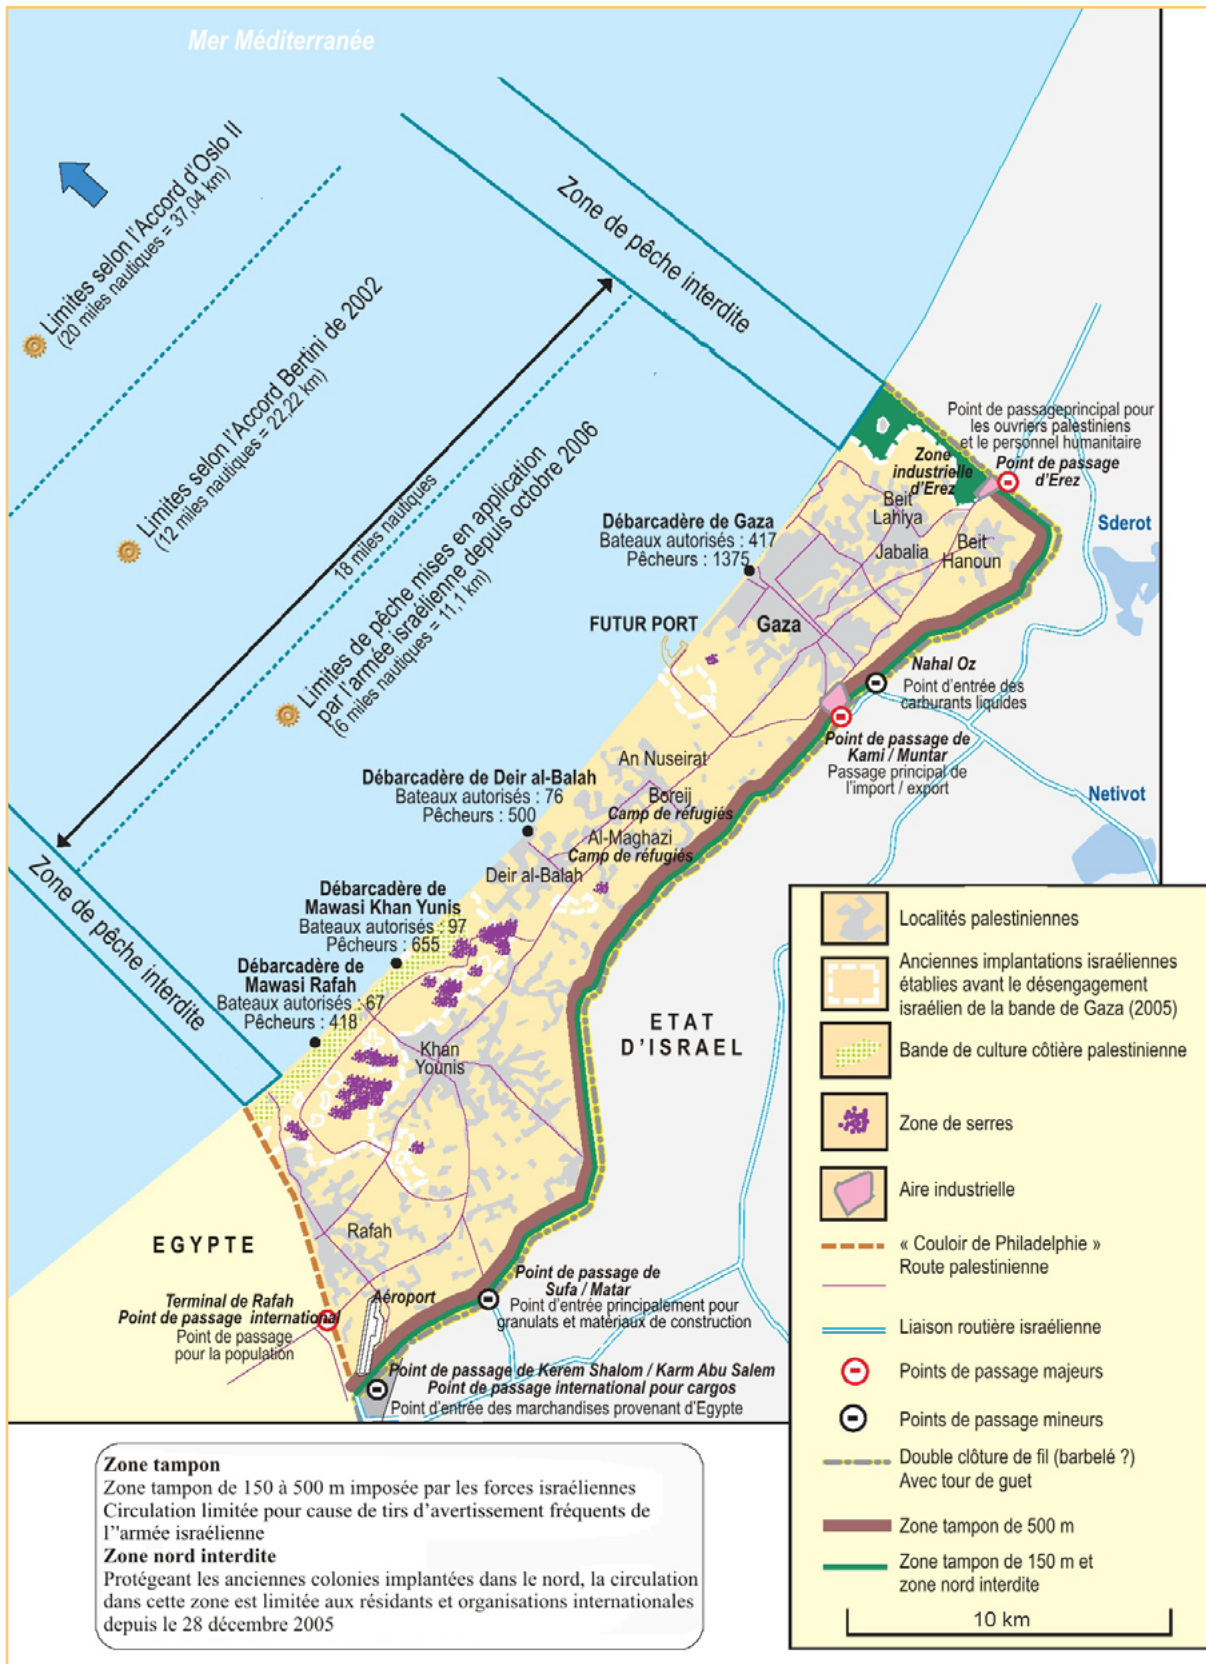 Mer Méditerranée
Limites selon l'Accord d'Oslo II
(20 miles nautiques = 37,04 km)
Zone de pêche interdite
Limites selon l'Accord Bertini de 2002
(12 miles nautiques = 22,22 km)
18 miles nautiques
Limites de pêche mises en application
par l'armée israélienne depuis octobre 2006
(6 miles nautiques = 11,1 km)
Zone de pêche interdite
Point de passageprincipal pour
les ouvriers palestiniens
et le personnel humanitaire
Point de passage
d'Erez
Zone
industrielle
d'Erez
Beit
Lahiya
Jabalia
Beit
Hanoun
Sderot
Débarcadère de Gaza
Bateaux autorisés : 417
Pêcheurs : 1375
FUTUR PORT
Gaza
Nahal Oz
Point d'entrée des
carburants liquides
Point de passage de
Kami / Muntar
Passage principal de
l'import / export
Netivot
An Nuseirat
Boreij
Camp de réfugiés
Al-Maghazi
Camp de réfugiés
Débarcadère de Deir al-Balah
Bateaux autorisés : 76
Pêcheurs : 500
Deir al-Balah
Débarcadère de
Mawasi Khan Yunis
Bateaux autorisés : 97
Pêcheurs : 655
Débarcadère de
Mawasi Rafah
Bateaux autorisés : 67
Pêcheurs : 418
Khan
Younis
ETAT
D'ISRAEL
EGYPTE
Rafah
Aéroport
Terminal de Rafah
Point de passage international
Point de passage
pour la population
Point de passage de
Sufa / Matar
Point d'entrée principalement pour
granulats et matériaux de construction
Point de passage de Kerem Shalom / Karm Abu Salem
Point de passage international pour cargos
Point d'entrée des marchandises provenant d'Egypte
Localités palestiniennes
Anciennes implantations israéliennes
établies avant le désengagement
israélien de la bande de Gaza (2005)
Bande de culture côtière palestinienne
Zone de serres
Aire industrielle
« Couloir de Philadelphie »
Route palestinienne
Liaison routière israélienne
Points de passage majeurs
Points de passage mineurs
Double clôture de fil (barbelé ?)
Avec tour de guet
Zone tampon de 500 m
Zone tampon de 150 m et
zone nord interdite
10 km
Zone tampon
Zone tampon de 150 à 500 m imposée par les forces israéliennes
Circulation limitée pour cause de tirs d'avertissement fréquents de
l''armée israélienne
Zone nord interdite
Protégeant les anciennes colonies implantées dans le nord, la circulation
dans cette zone est limitée aux résidants et organisations internationales
depuis le 28 décembre 2005